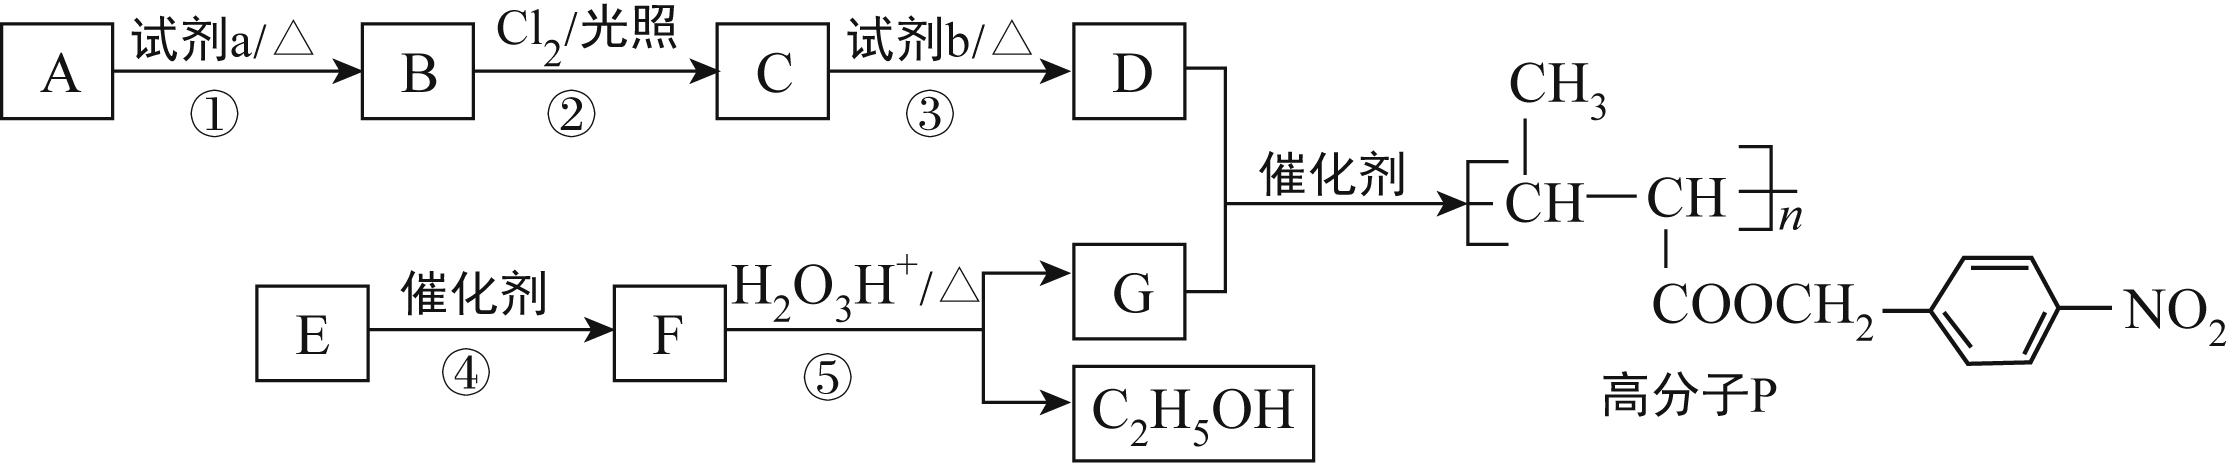 A 试剂a/△ ① B Cl₂/光照 ② C 试剂b/△ ③ D
E 催化剂 ④ F H₂O₃H⁺/△ ⑤ G
C₂H₅OH
催化剂
CH₃
[CH—CH]n
COOCH₂ NO₂
高分子P